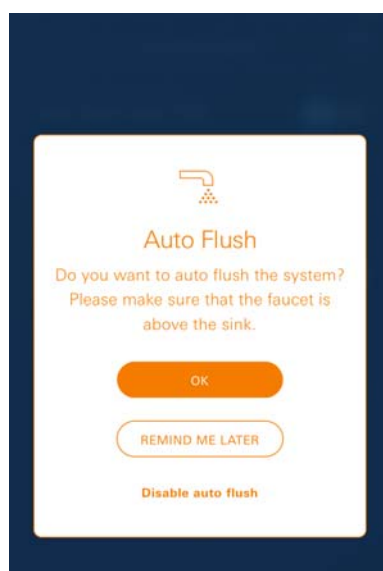 Auto Flush
Do you want to auto flush the system?
Please make sure that the faucet is
above the sink.
OK
REMIND ME LATER
Disable auto flush